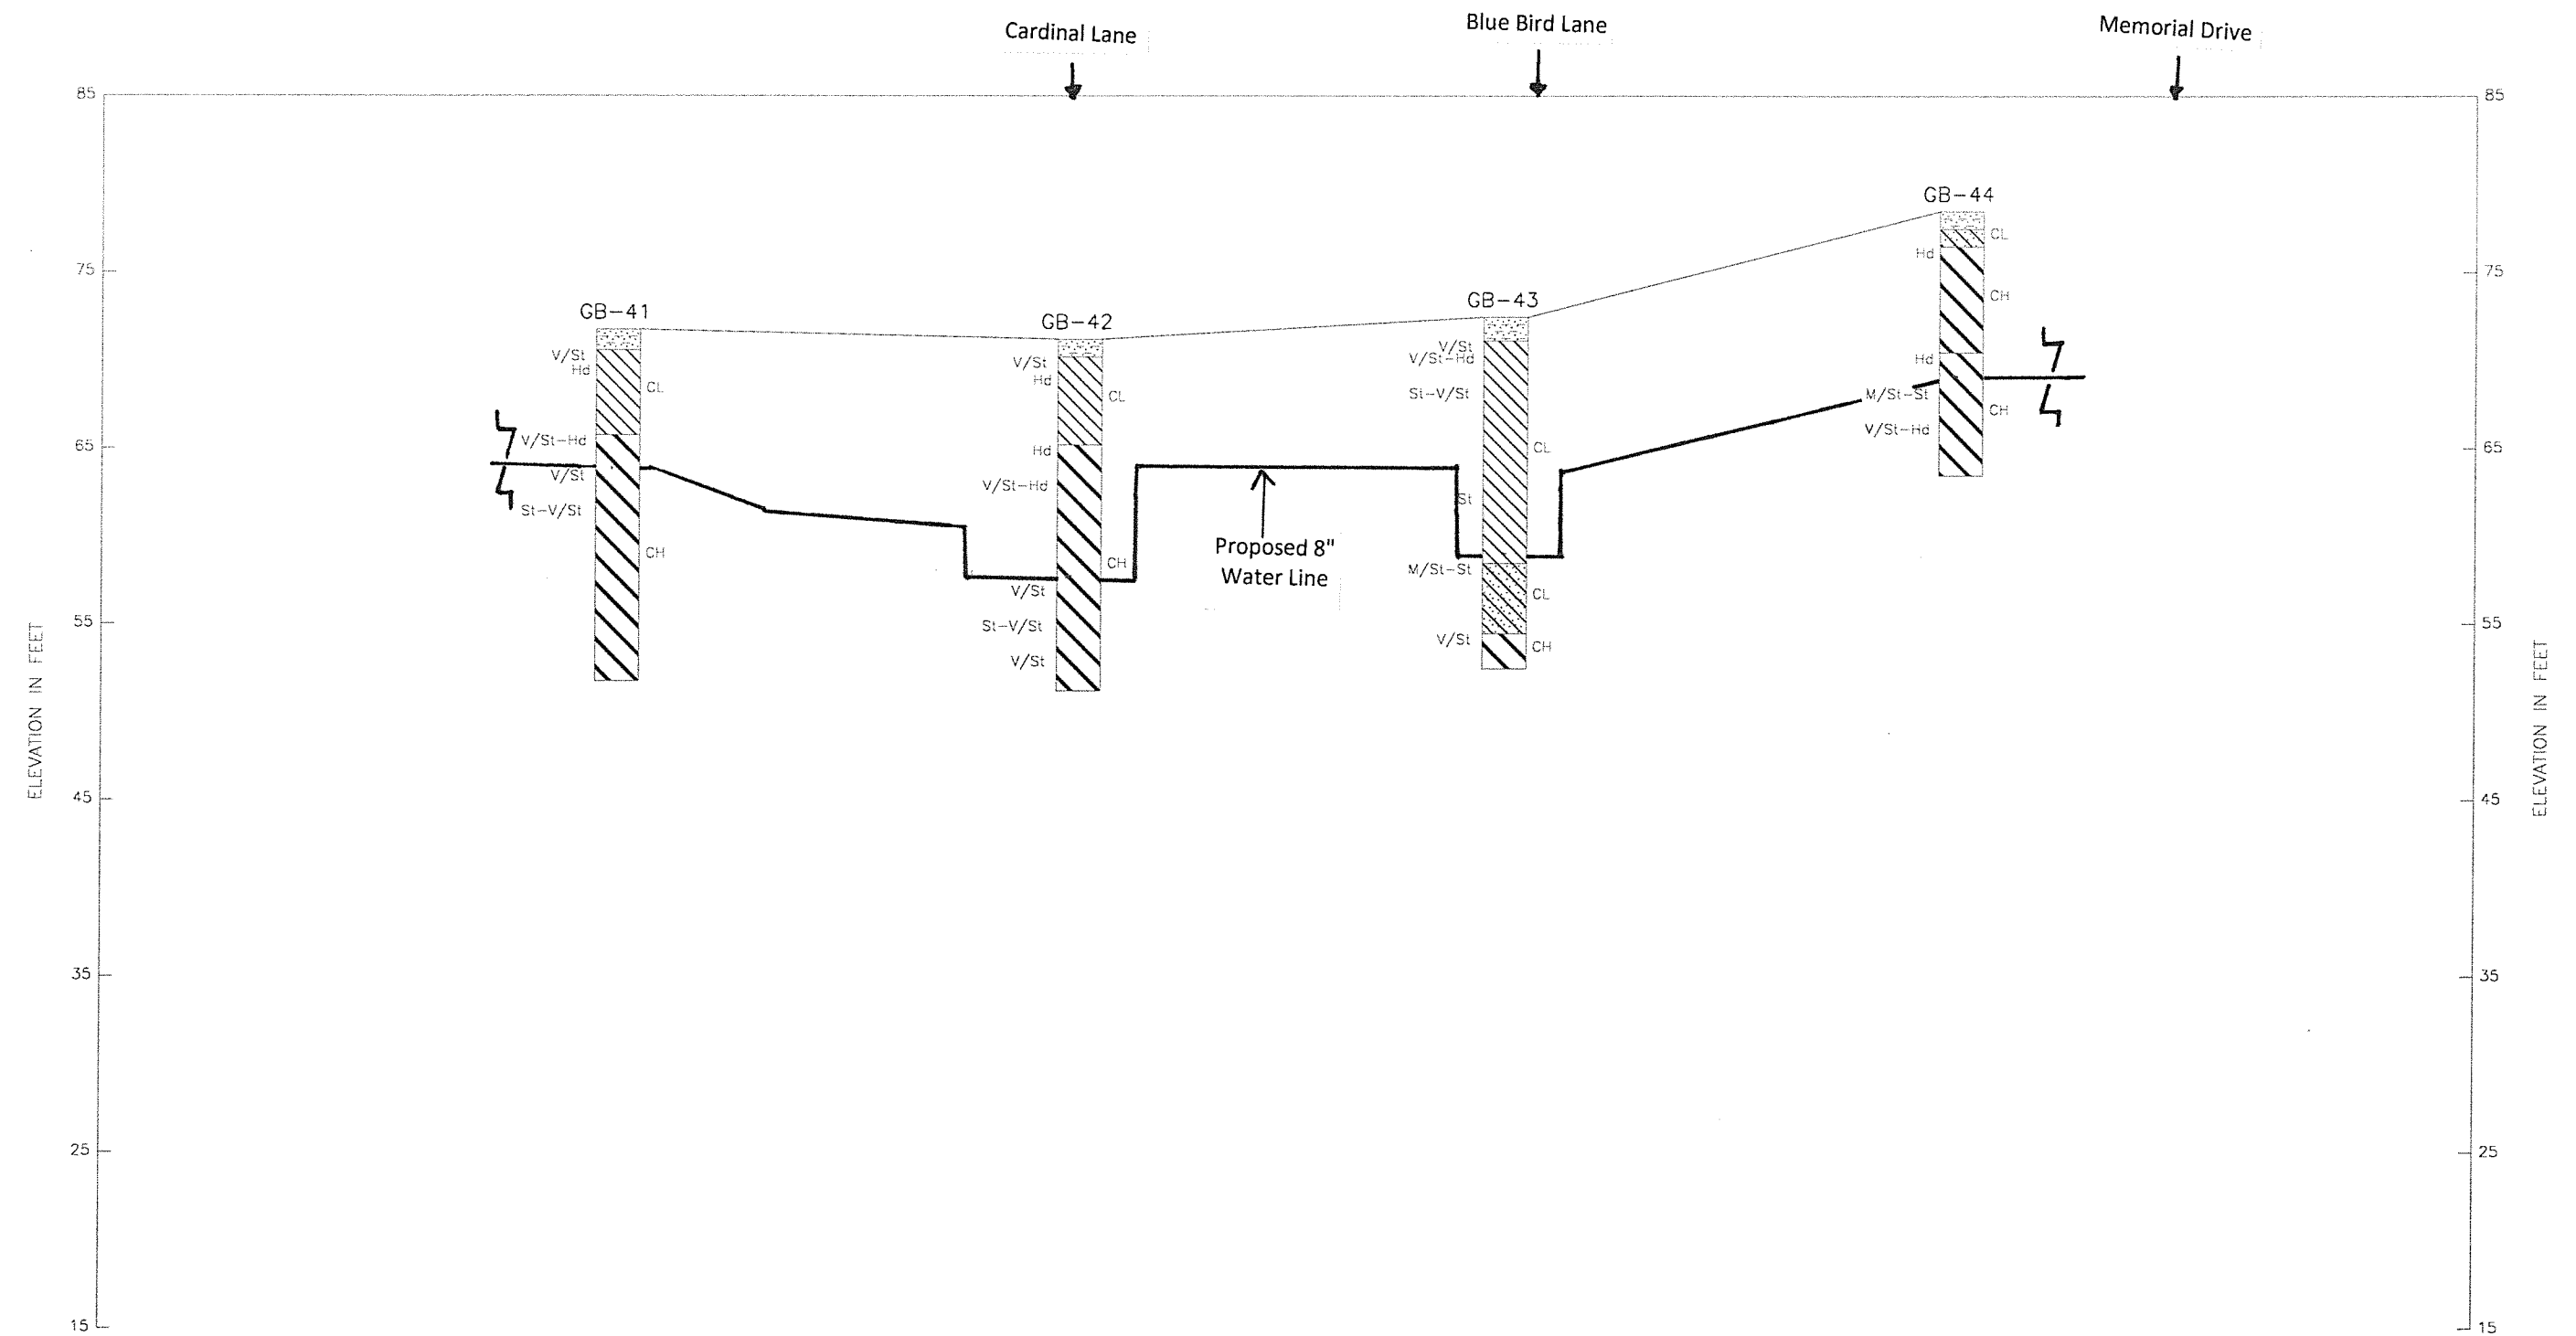 Cardinal Lane
Blue Bird Lane
Memorial Drive
85
85
GB-44
CL
Hd
75
75
CH
GB-41
GB-42
GB-43
V/St
Hd
CL
V/St
Hd
CL
V/St
V/St-Hd
St-V/St
Hd
M/St-St
CH
V/St-Hd
65
65
V/St-Hd
V/St
St-V/St
CH
Hd
V/St-Hd
CH
CL
St
Proposed 8"
Water Line
M/St-St
CL
V/St
St-V/St
V/St
V/St
CH
55
55
ELEVATION IN FEET
ELEVATION IN FEET
45
45
35
35
25
25
15
15